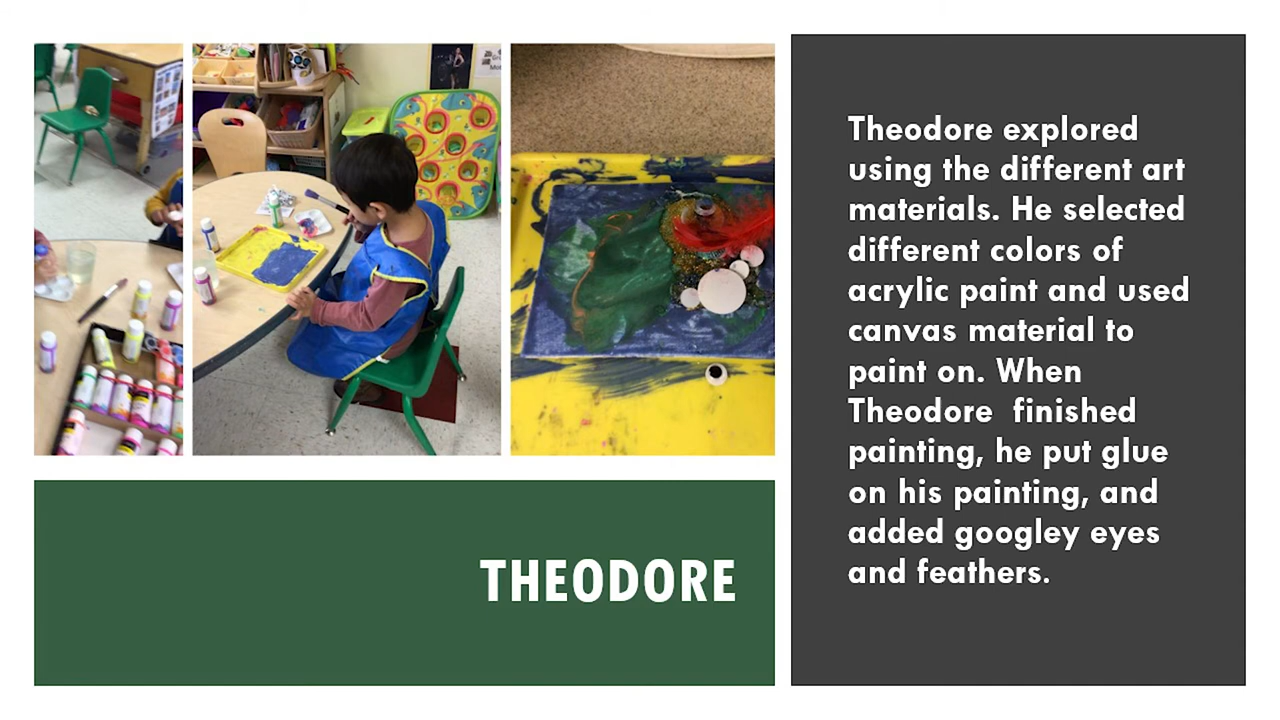 THEODORE
Theodore explored
using the different art
materials. He selected
different colors of
acrylic paint and used
canvas material to
paint on. When
Theodore  finished
painting, he put glue
on his painting, and
added googley eyes
and feathers.